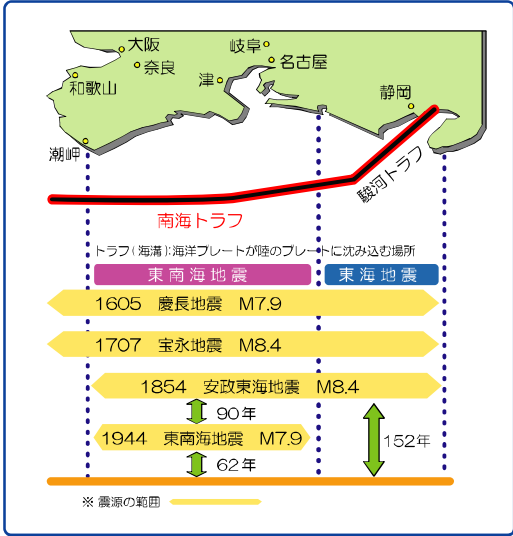 大阪
岐阜
奈良
名古屋
和歌山
津
静岡
潮岬
駿河トラフ
南海トラフ
トラフ(海溝):海洋プレートが陸のプレートに沈み込む場所
東南海地震
東海地震
1605 慶長地震 M7.9
1707 宝永地震 M8.4
1854 安政東海地震 M8.4
90年
1944 東南海地震 M7.9
152年
62年
※ 震源の範囲